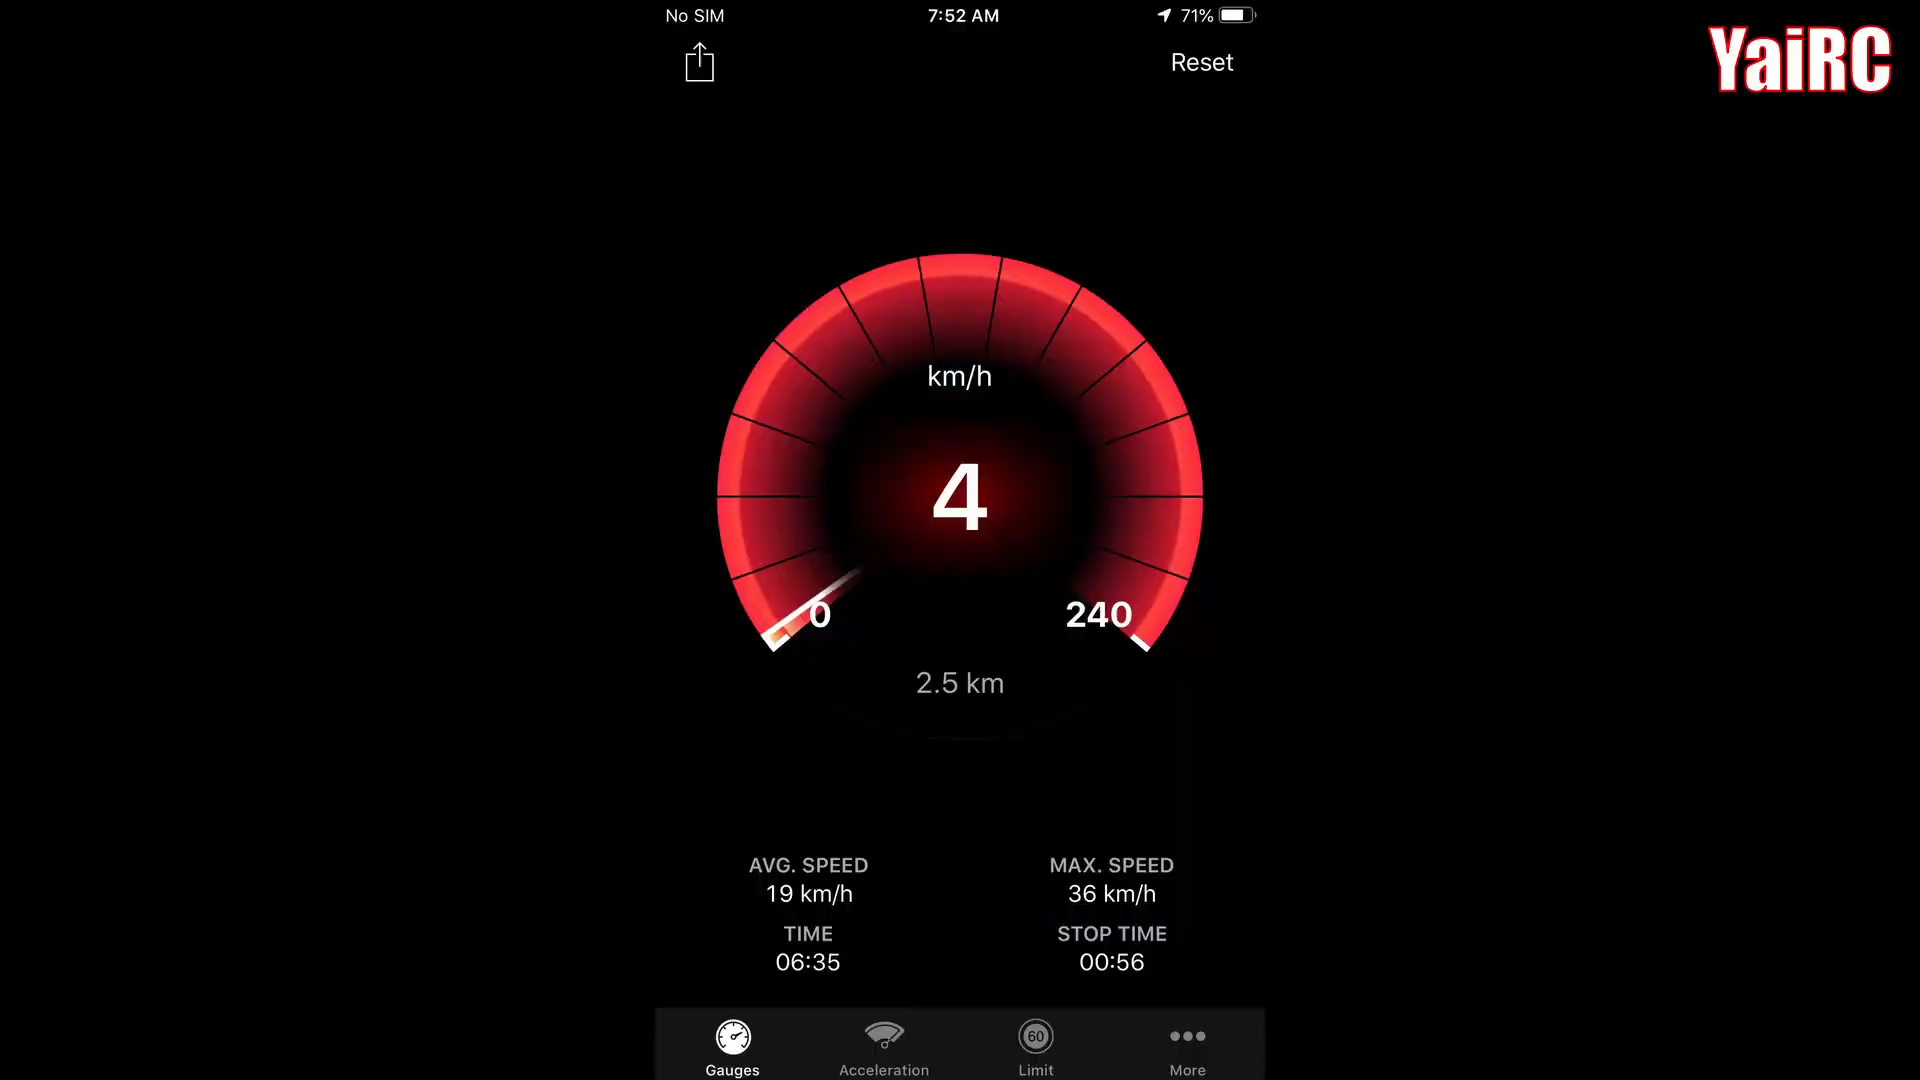 No SIM
7:52 AM
71%
YaiRC
Reset
km/h
4
0
240
2.5 km
AVG. SPEED
19 km/h
MAX. SPEED
36 km/h
TIME
06:35
STOP TIME
00:56
60
Gauges
Acceleration
Limit
More